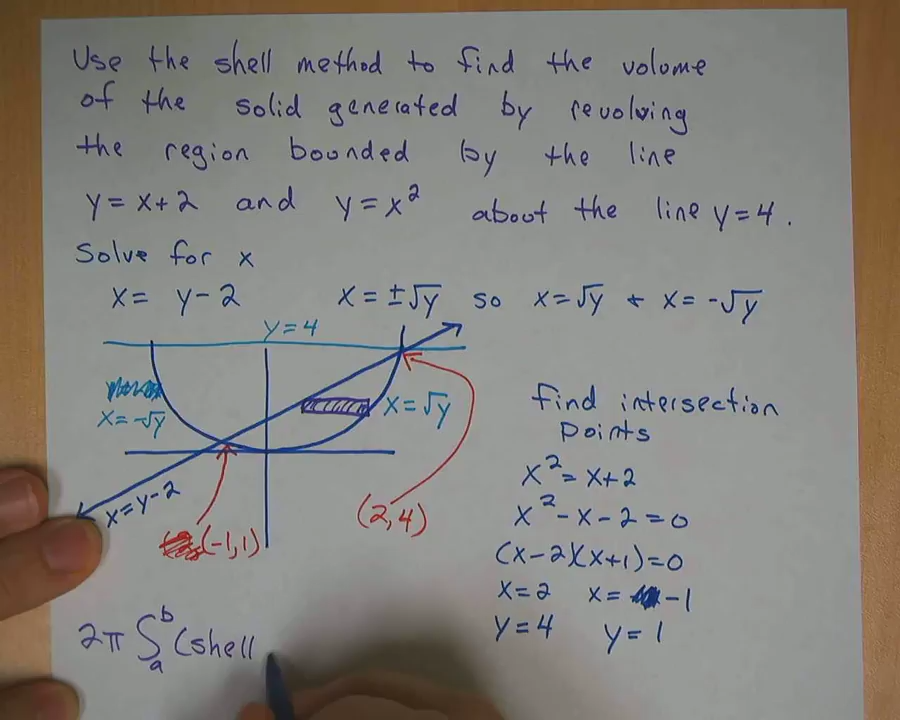 Use the shell method to find the volume
of the solid generated by revolving
the region bounded by the line
y = x+2 and y = x² about the line y=4.
Solve for x
x = y-2 x = ±√y so x=√y & x= -√y
y=4
x= -√y
x=√y
x=y-2
(-1,1)
(2,4)
find intersection
points
x² = x+2
x² - x - 2 = 0
(x-2)(x+1)=0
x=2 x= -1
y=4 y=1
2π ∫ₐᵇ (shell